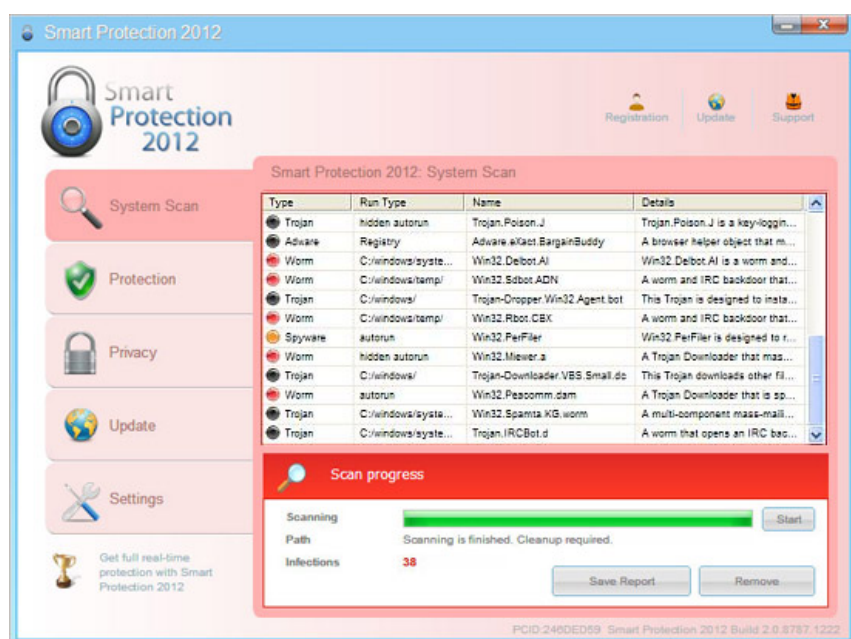 Smart Protection 2012
Smart
Protection
2012
Registration
Update
Support
Smart Protection 2012: System Scan
System Scan
Protection
Privacy
Update
Settings
Get full real-time
protection with Smart
Protection 2012
Type Run Type Name Details
Trojan hidden autorun Trojan.Poison.J Trojan.Poison.J is a key-loggin...
Adware Registry Adware.eXact.BargainBuddy A browser helper object that m...
Worm C:/windows/syste... Win32.Delbot.AI Win32.Delbot.AI is a worm and...
Worm C:/windows/temp/ Win32.Sdbot.ADN A worm and IRC backdoor that...
Trojan C:/windows/ Trojan-Dropper.Win32.Agent.bot This Trojan is designed to insta...
Worm C:/windows/temp/ Win32.Rbot.CBX A worm and IRC backdoor that...
Spyware autorun Win32.PerFiler Win32.PerFiler is designed to r...
Worm hidden autorun Win32.Miewer.a A Trojan Downloader that mas...
Trojan C:/windows/ Trojan-Downloader.VBS.Small.dc This Trojan downloads other fil...
Worm autorun Win32.Peacomm.dam A Trojan Downloader that is sp...
Trojan C:/windows/syste... Win32.Spamta.KG.worm A multi-component mass-maili...
Trojan C:/windows/syste... Trojan.IRCBot.d A worm that opens an IRC bac...
Scan progress
Scanning
Start
Path Scanning is finished. Cleanup required.
Infections 38
Save Report
Remove
PCID:246DED59 Smart Protection 2012 Build 2.0.8787.1222